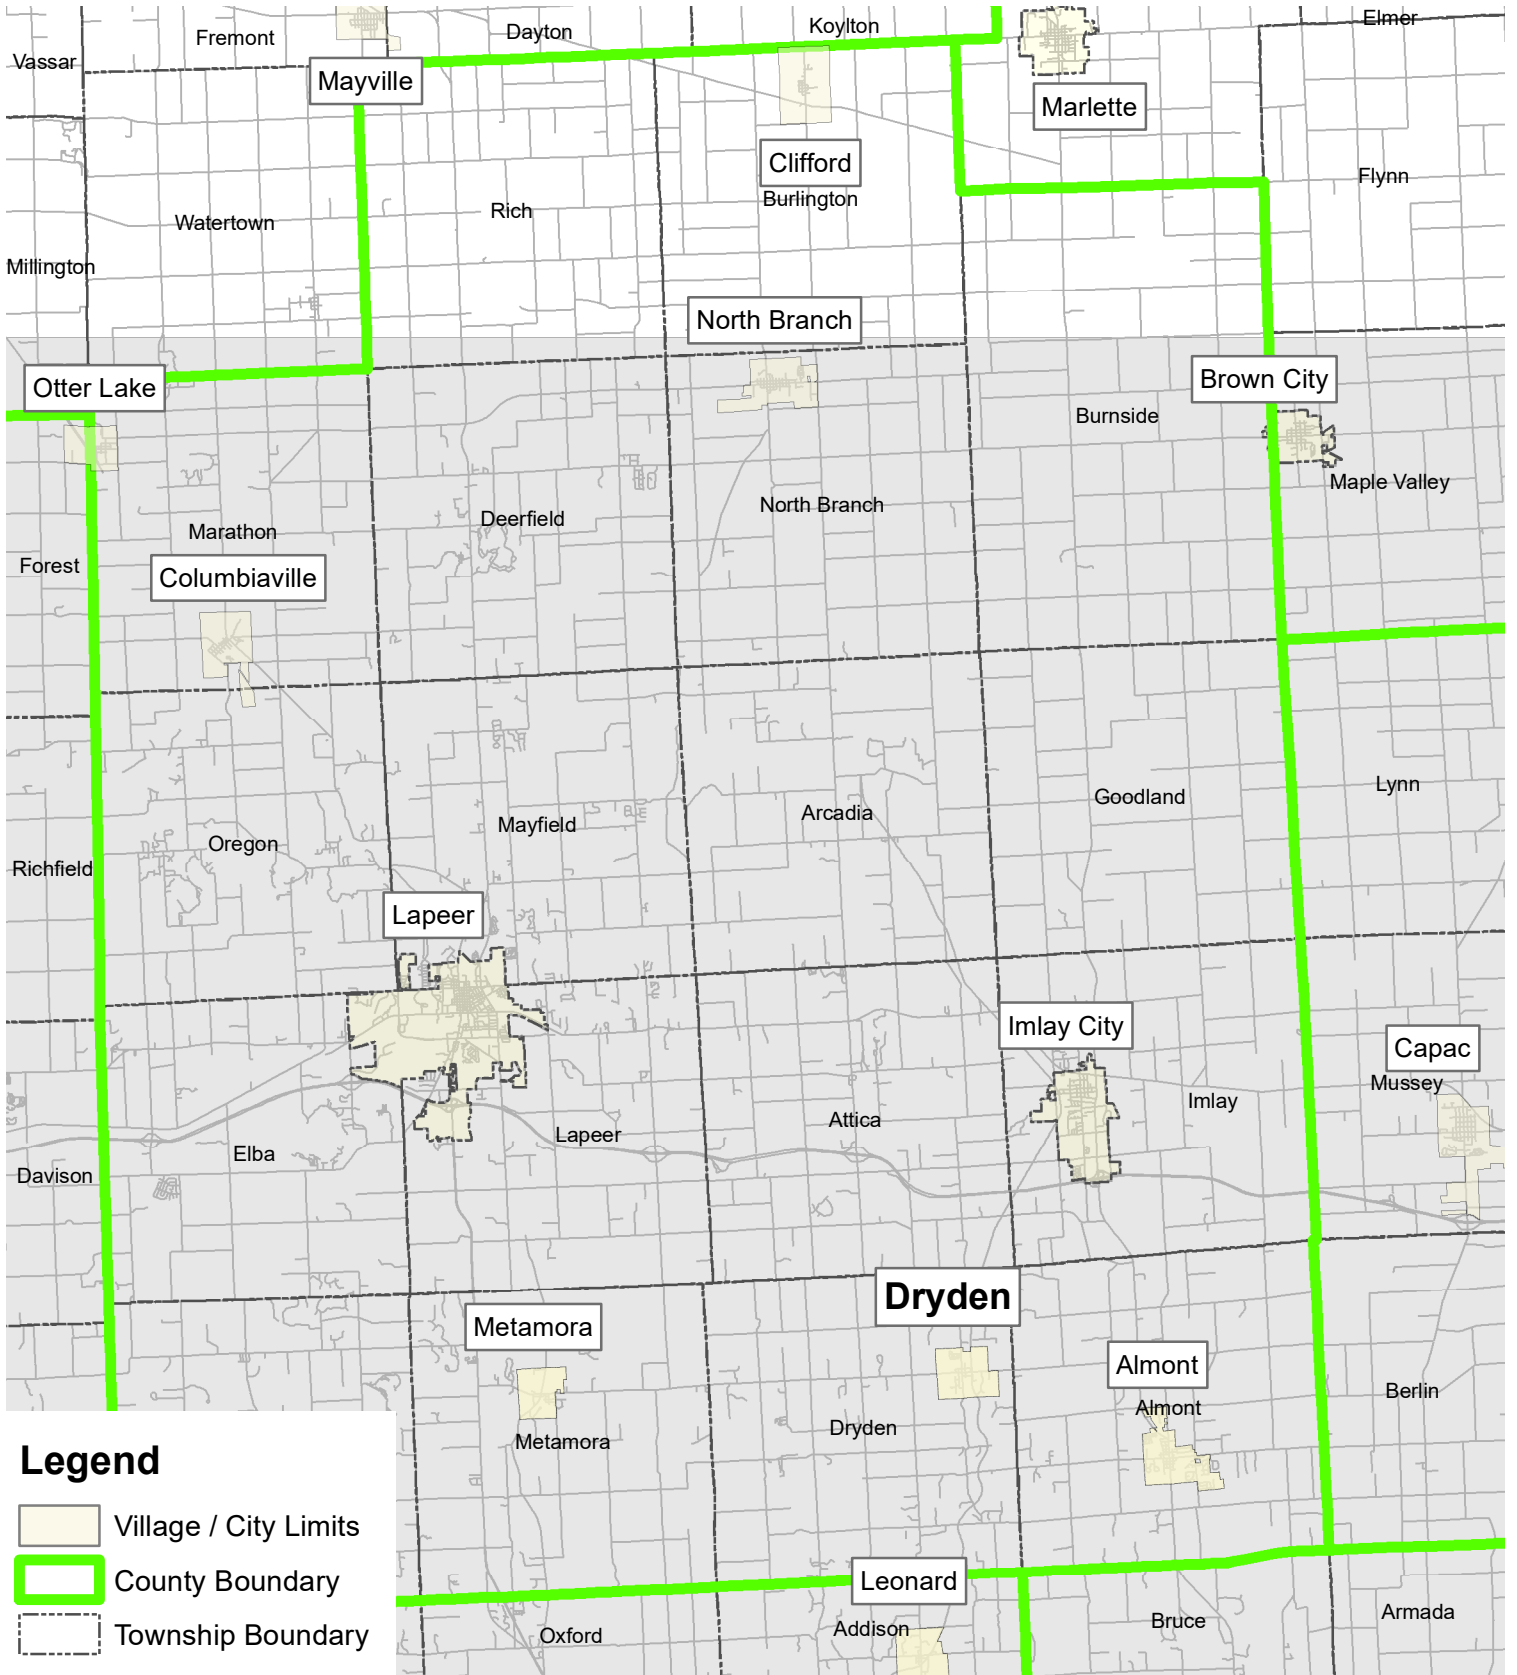 Elmer
Koylton
Dayton
Fremont
Vassar
Mayville
Marlette
Clifford
Flynn
Burlington
Rich
Watertown
Millington
North Branch
Brown City
Otter Lake
Burnside
Maple Valley
North Branch
Deerfield
Marathon
Forest
Columbiaville
Lynn
Goodland
Arcadia
Mayfield
Oregon
Richfield
Lapeer
Imlay City
Capac
Mussey
Imlay
Attica
Lapeer
Elba
Davison
Dryden
Metamora
Almont
Berlin
Almont
Dryden
Metamora
Legend
Village / City Limits
County Boundary
Township Boundary
Leonard
Armada
Bruce
Addison
Oxford